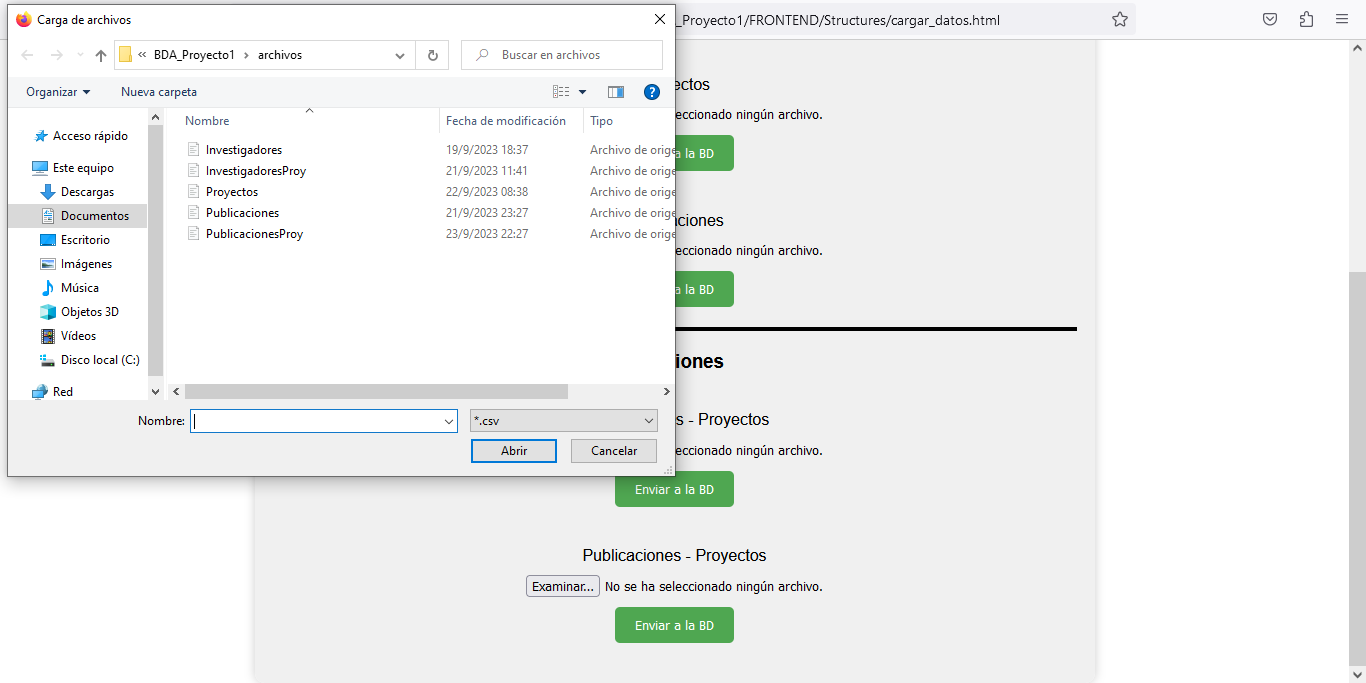 Carga de archivos
_Proyecto1/FRONTEND/Structures/cargar_datos.html
« BDA_Proyecto1 › archivos
Buscar en archivos
Organizar
Nueva carpeta
Nombre
Fecha de modificación
Tipo
Acceso rápido
Este equipo
Descargas
Documentos
Escritorio
Imágenes
Música
Objetos 3D
Vídeos
Disco local (C:)
Red
Investigadores 19/9/2023 18:37 Archivo de orige
InvestigadoresProy 21/9/2023 11:41 Archivo de orige
Proyectos 22/9/2023 08:38 Archivo de orige
Publicaciones 21/9/2023 23:27 Archivo de orige
PublicacionesProy 23/9/2023 22:27 Archivo de orige
Nombre:
*.csv
Abrir
Cancelar
ectos
eccionado ningún archivo.
a la BD
ciones
eccionado ningún archivo.
a la BD
iones
s - Proyectos
eccionado ningún archivo.
Enviar a la BD
Publicaciones - Proyectos
Examinar... No se ha seleccionado ningún archivo.
Enviar a la BD